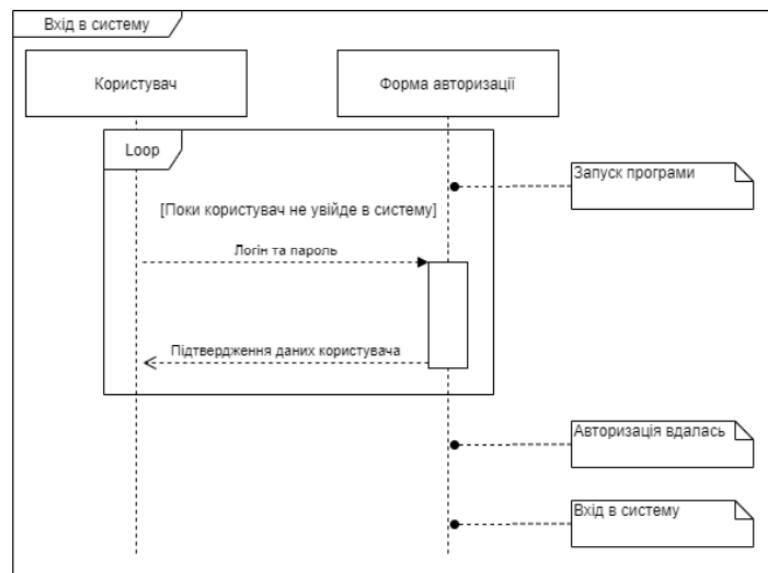 Вхід в систему
Користувач
Форма авторизації
Loop
Запуск програми
[Поки користувач не увійде в систему]
Логін та пароль
Підтвердження даних користувача
Авторизація вдалась
Вхід в систему